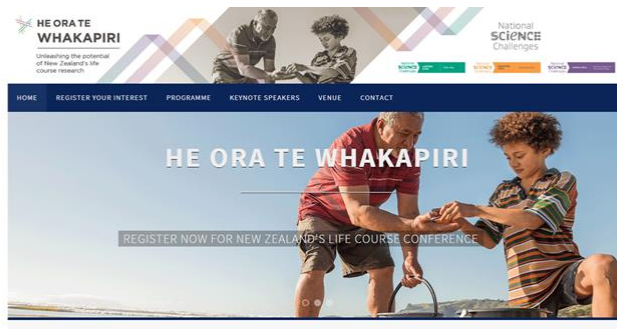 HE ORA TE
WHAKAPIRI
Unleashing the potential
of New Zealand's life
course research
National
SCIENCE
Challenges
HOME
REGISTER YOUR INTEREST
PROGRAMME
KEYNOTE SPEAKERS
VENUE
CONTACT
HE ORA TE WHAKAPIRI
REGISTER NOW FOR NEW ZEALAND'S LIFE COURSE CONFERENCE